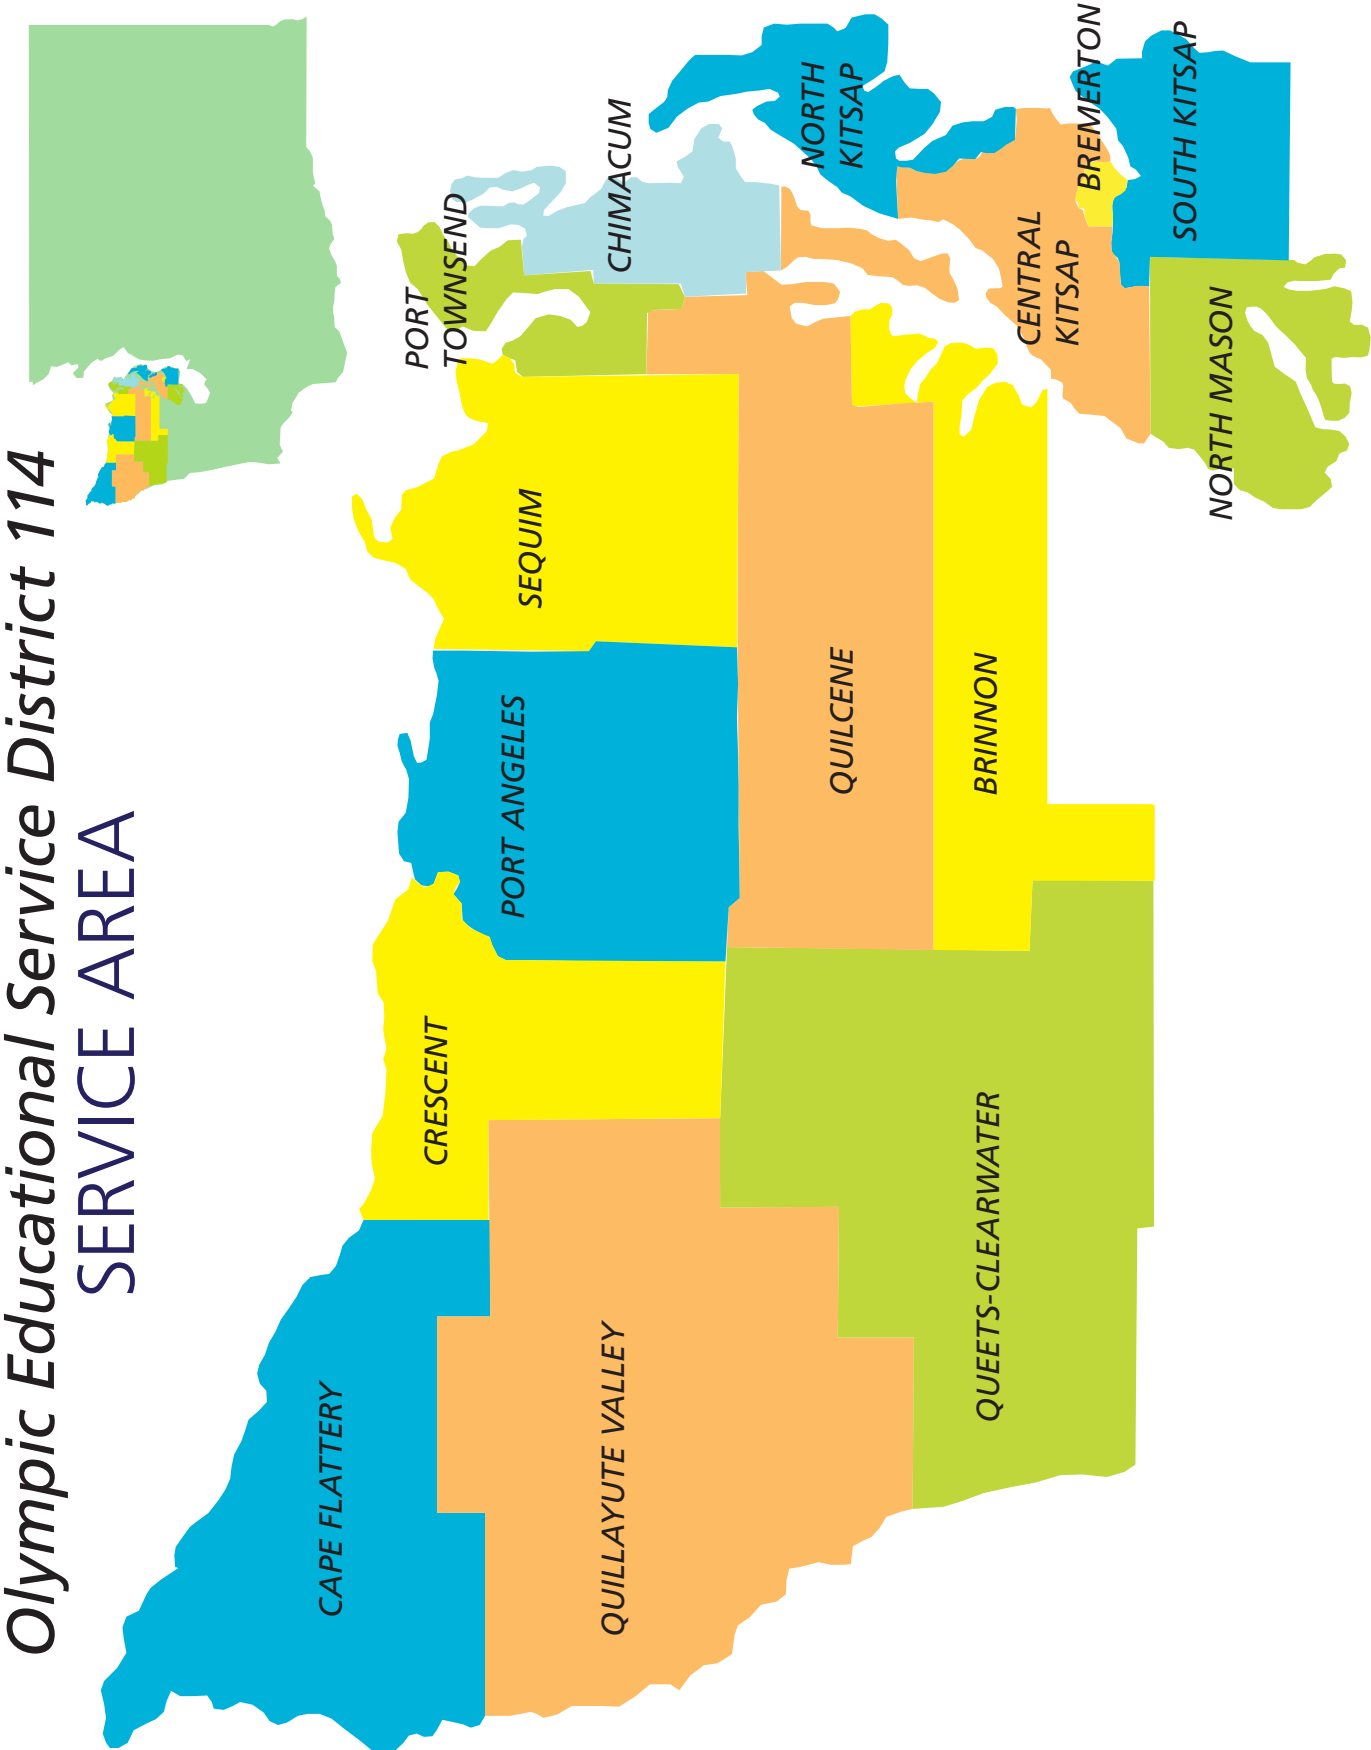 Olympic Educational Service District 114
SERVICE AREA
CAPE FLATTERY
CRESCENT
PORT ANGELES
SEQUIM
PORT
TOWNSEND
CHIMACUM
QUILLAYUTE VALLEY
QUILCENE
NORTH
KITSAP
QUEETS-CLEARWATER
BRINNON
CENTRAL
KITSAP
BREMERTON
SOUTH KITSAP
NORTH MASON